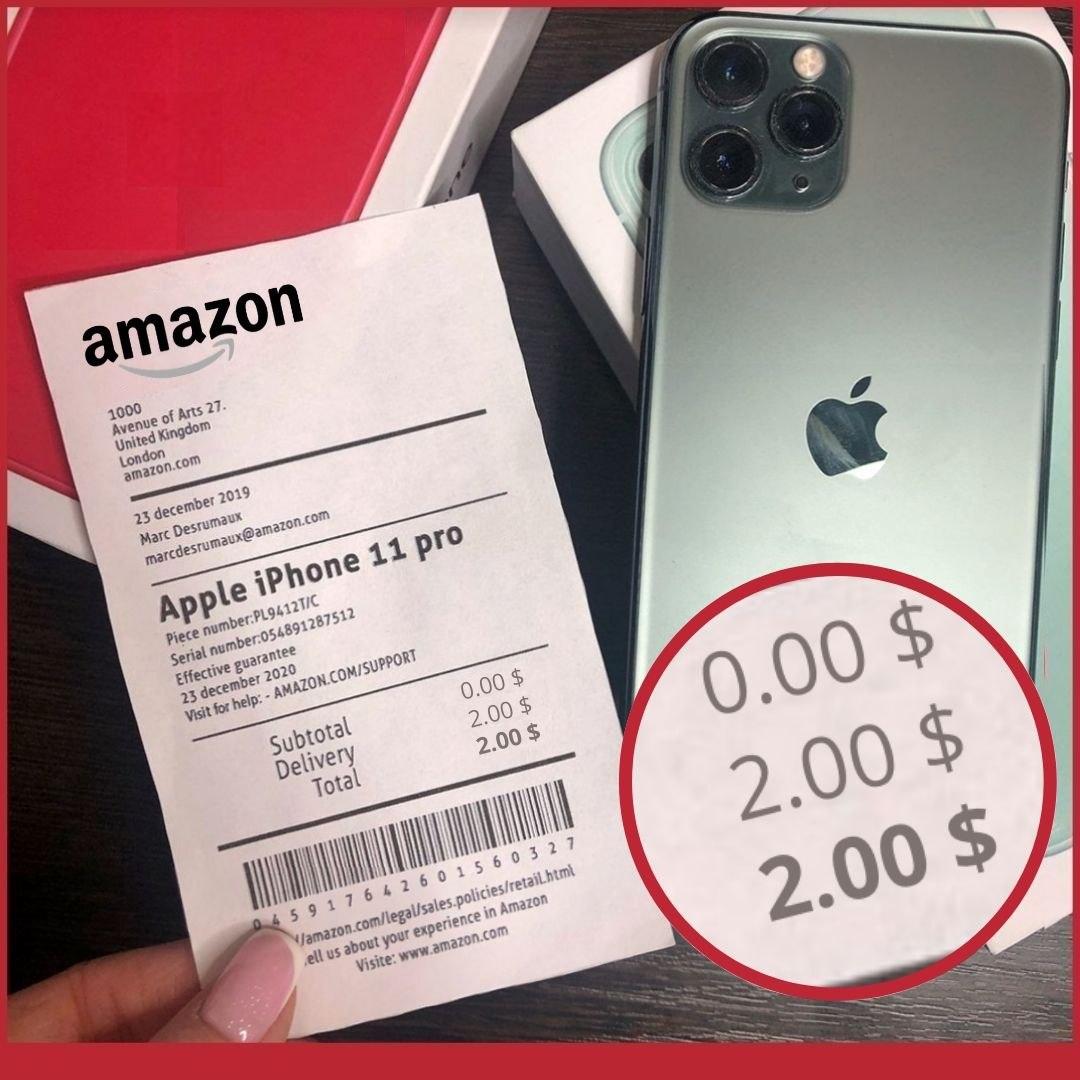 amazon
1000
Avenue of Arts 27.
United Kingdom
London
amazon.com
23 december 2019
Marc Desrumaux
marcdesrumaux@amazon.com
Apple iPhone 11 pro
Piece number:PL9412T/C
Serial number:054891287512
Effective guarantee
23 december 2020
Visit for help: - AMAZON.COM/SUPPORT
Subtotal 0.00 $
Delivery 2.00 $
Total 2.00 $
0 4 5 9 1 7 6 4 2 6 0 1 5 6 0 3 2 7
/amazon.com/legal/sales.policies/retail.html
ell us about your experience in Amazon
Visite: www.amazon.com
0.00 $
2.00 $
2.00 $